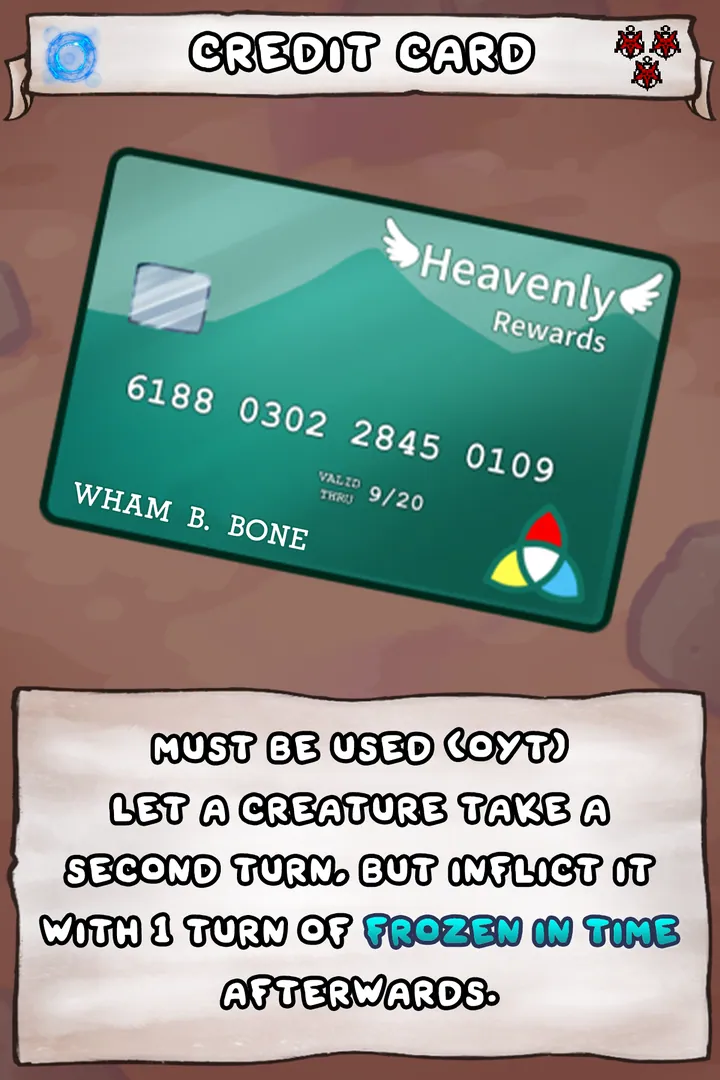 CREDIT CARD
Heavenly
Rewards
6188 0302 2845 0109
VALID
THRU 9/20
WHAM B. BONE
MUST BE USED (OYT)
LET A CREATURE TAKE A
SECOND TURN, BUT INFLICT IT
WITH 1 TURN OF FROZEN IN TIME
AFTERWARDS.